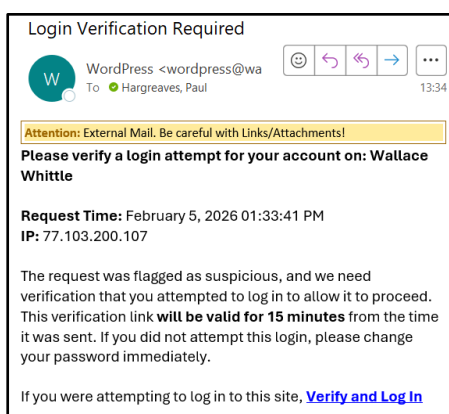 Login Verification Required
W
WordPress <wordpress@wa
To Hargreaves, Paul
13:34
Attention: External Mail. Be careful with Links/Attachments!
Please verify a login attempt for your account on: Wallace
Whittle
Request Time: February 5, 2026 01:33:41 PM
IP: 77.103.200.107
The request was flagged as suspicious, and we need
verification that you attempted to log in to allow it to proceed.
This verification link will be valid for 15 minutes from the time
it was sent. If you did not attempt this login, please change
your password immediately.
If you were attempting to log in to this site, Verify and Log In